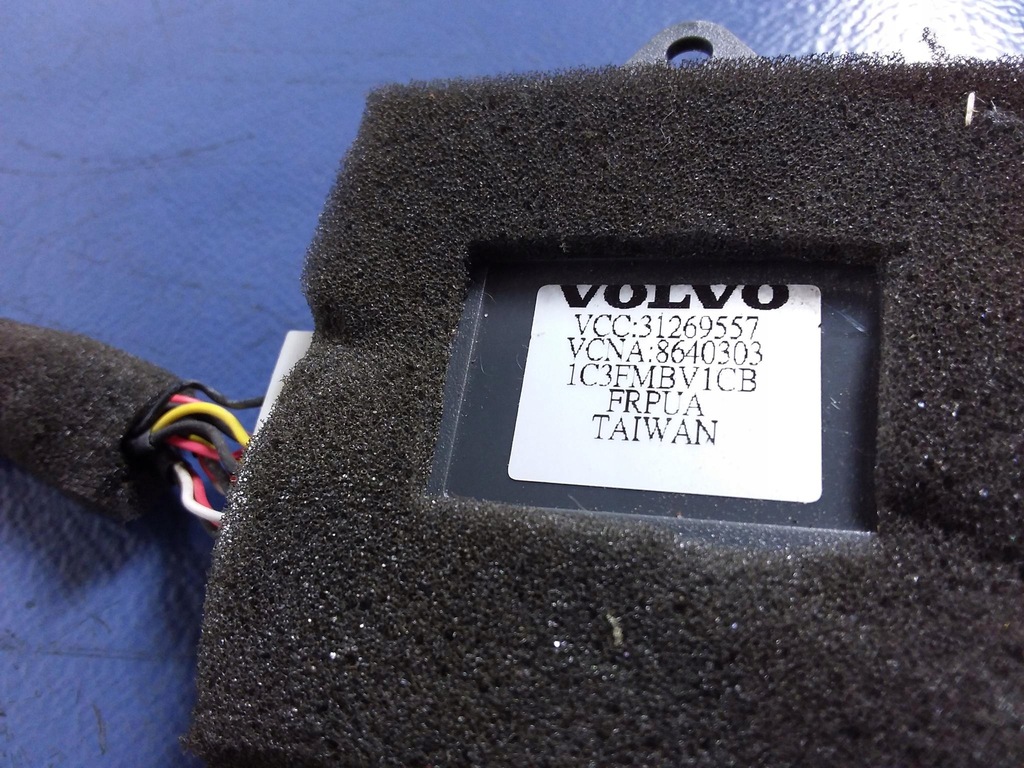 VOLVO
VCC:31269557
VCNA:8640303
1C3FMBV1CB
FRPUA
TAIWAN